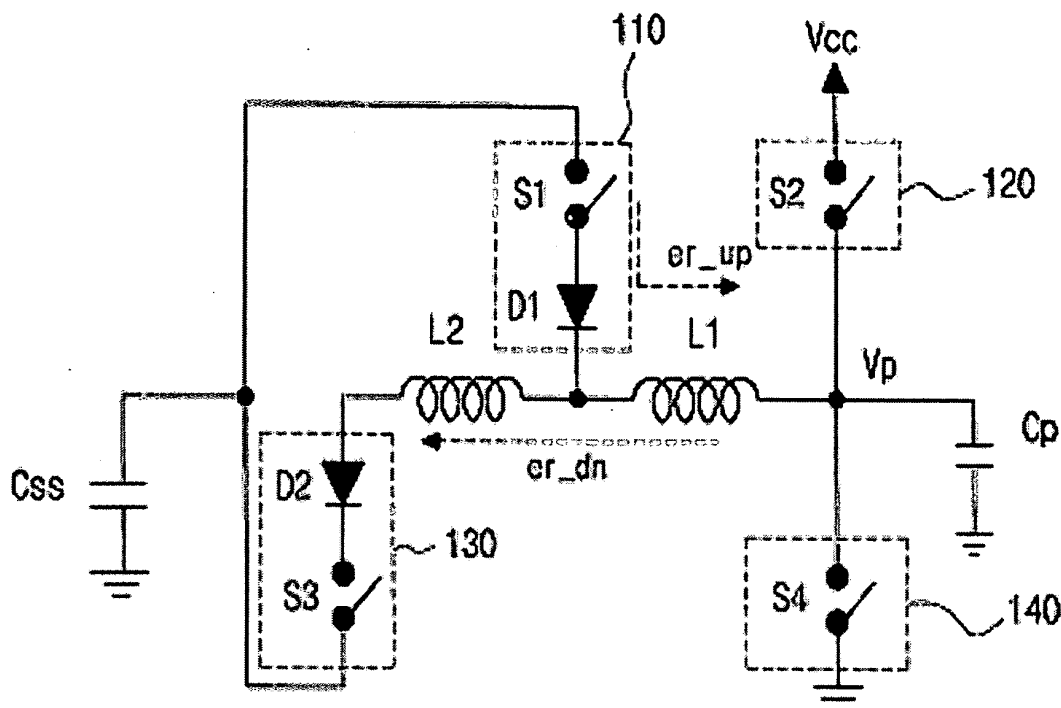 110
Vcc
S1
S2
120
er_up
D1
L2
L1
Vp
Cp
er_dn
Css
D2
130
S3
S4
140